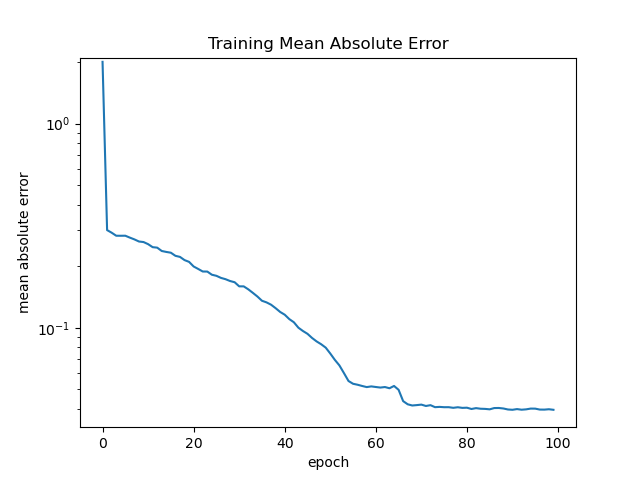 Training Mean Absolute Error
mean absolute error
10⁰
10⁻¹
0 20 40 60 80 100
epoch